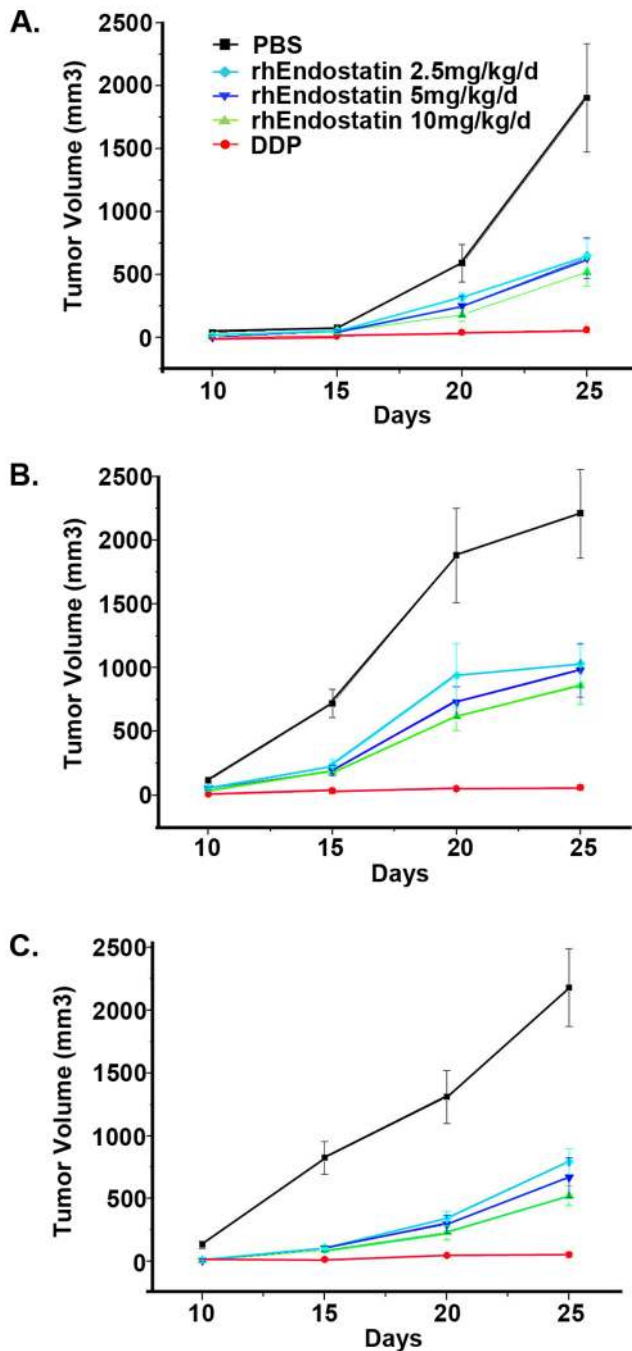 A.
Tumor Volume (mm3)
2500
2000
1500
1000
500
0
PBS
rhEndostatin 2.5mg/kg/d
rhEndostatin 5mg/kg/d
rhEndostatin 10mg/kg/d
DDP
10 15 20 25
Days
B.
Tumor Volume (mm3)
2500
2000
1500
1000
500
0
10 15 20 25
Days
C.
Tumor Volume (mm3)
2500
2000
1500
1000
500
0
10 15 20 25
Days